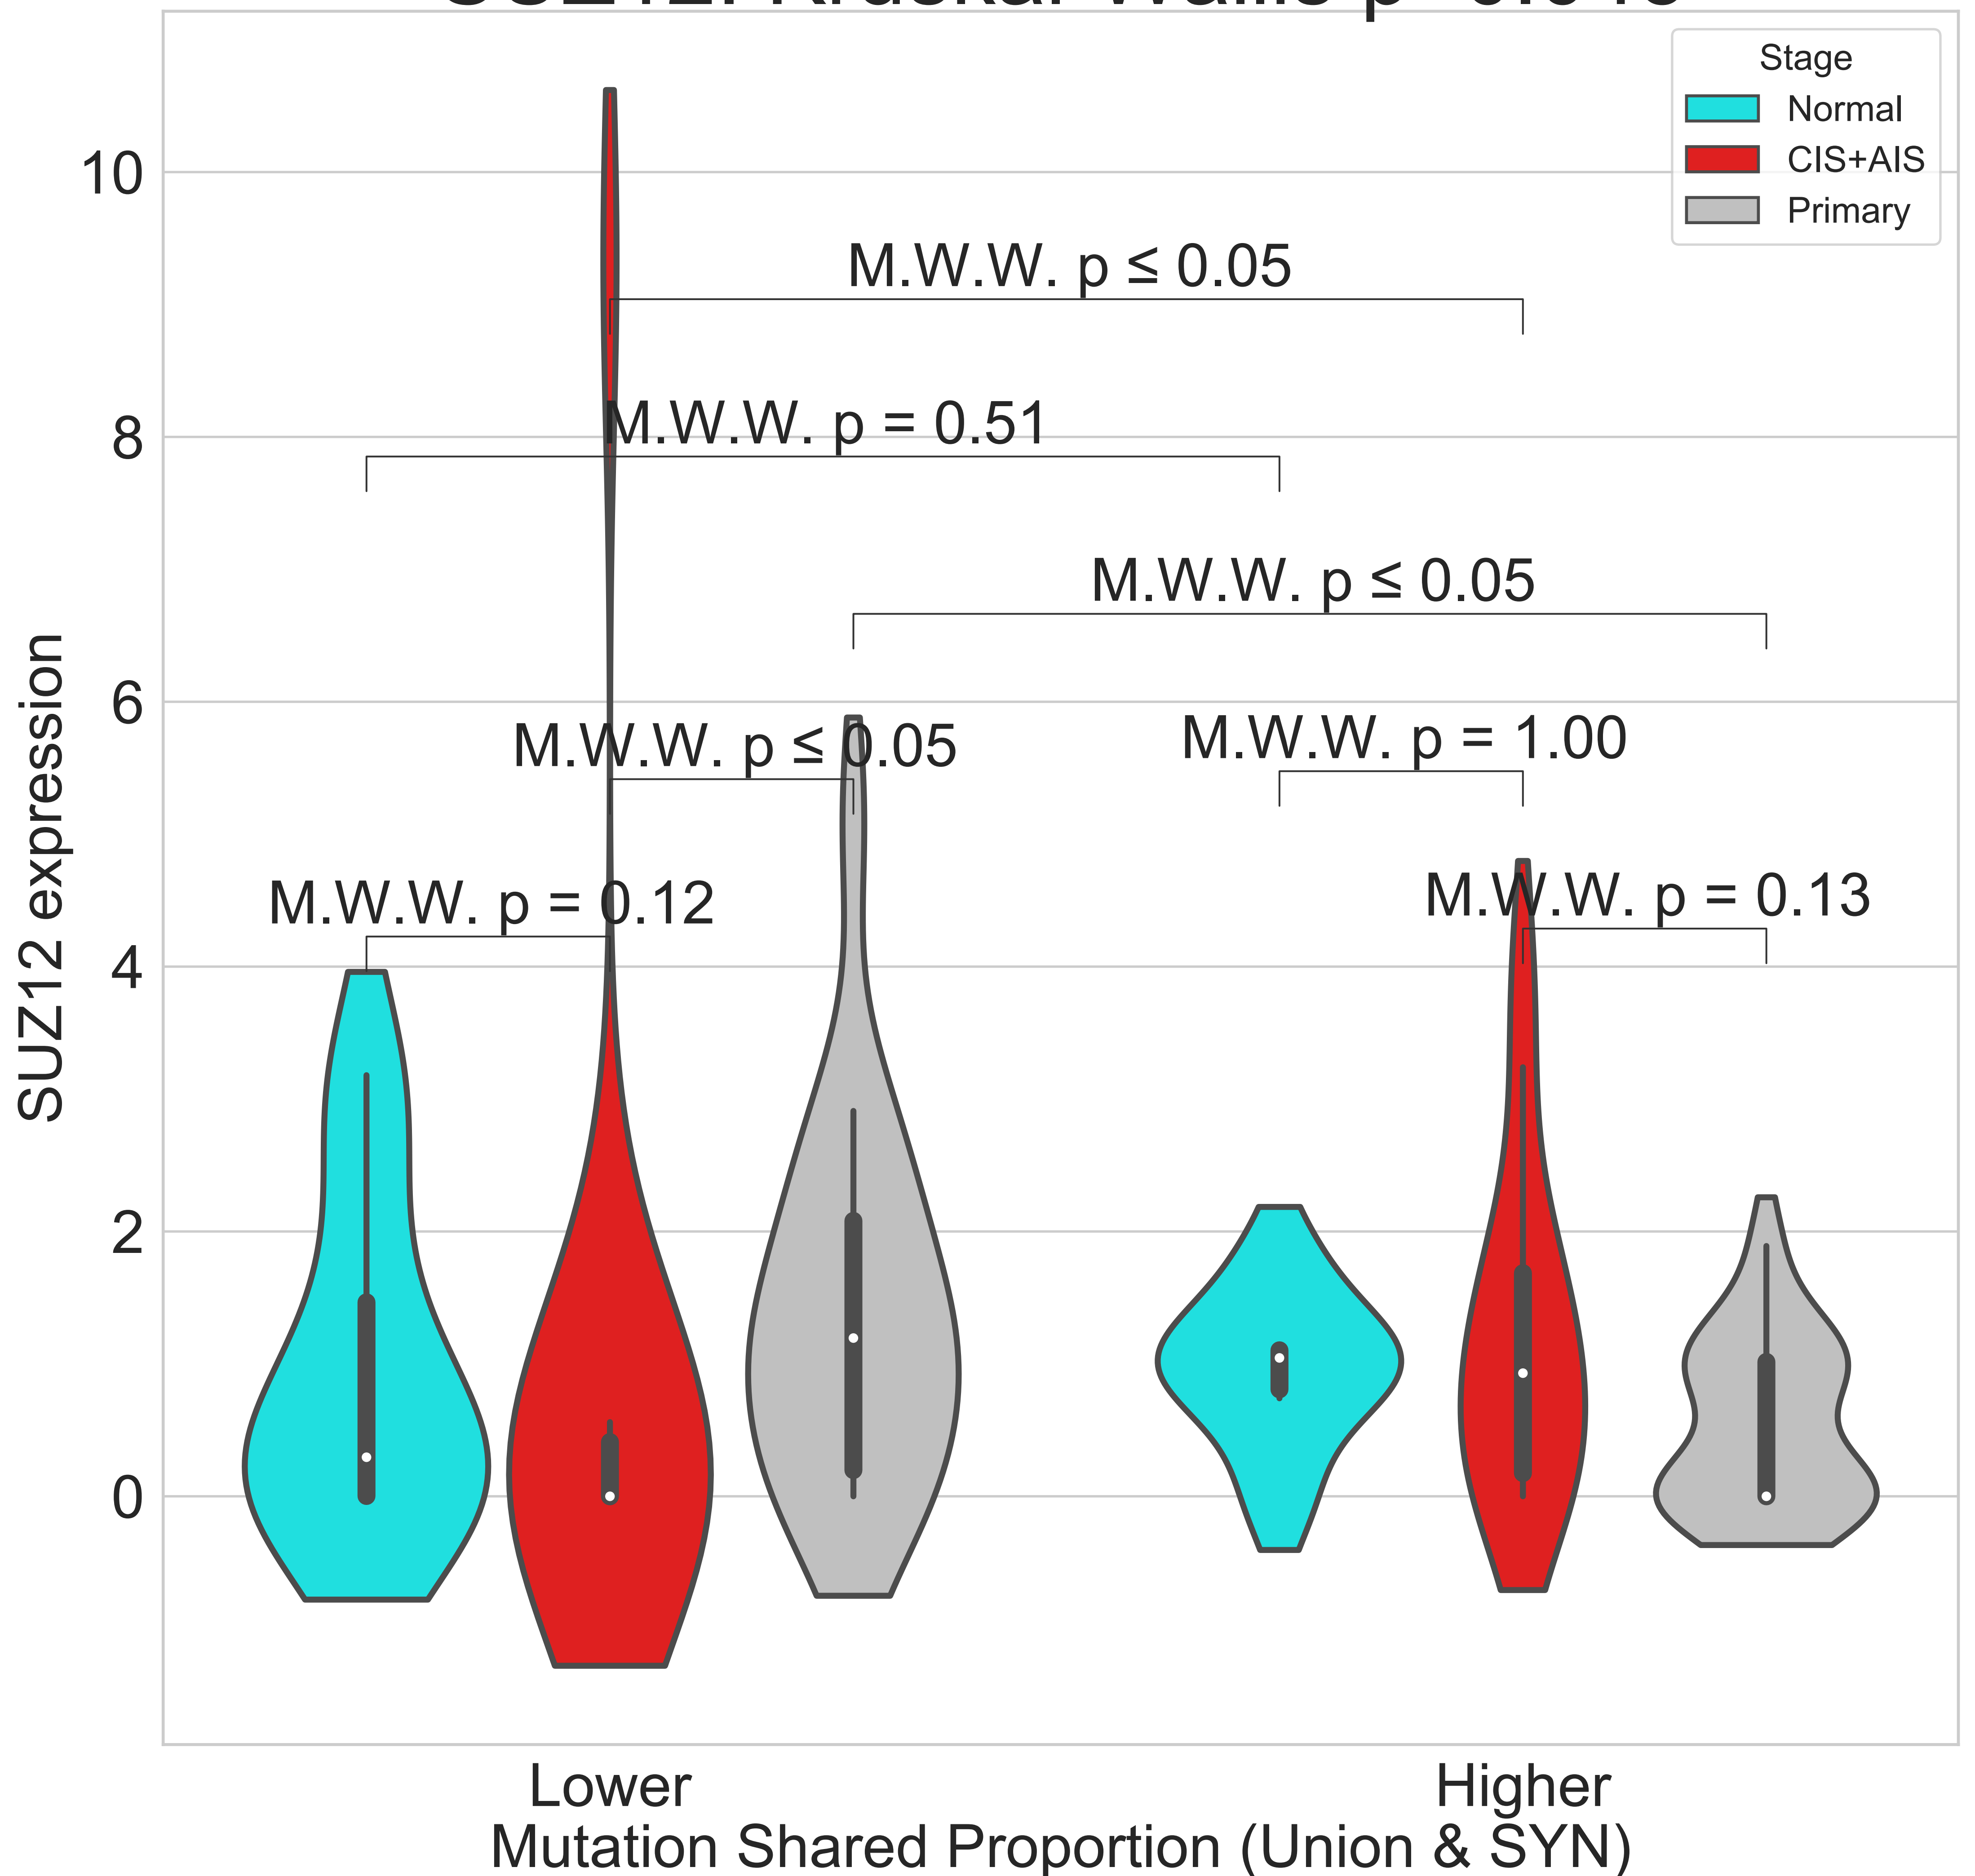 Stage
Normal
CIS+AIS
Primary
10
8
6
4
2
0
SUZ12 expression
M.W.W. p ≤ 0.05
M.W.W. p = 0.51
M.W.W. p ≤ 0.05
M.W.W. p ≤ 0.05
M.W.W. p = 1.00
M.W.W. p = 0.12
M.W.W. p = 0.13
Lower
Higher
Mutation Shared Proportion (Union & SYN)